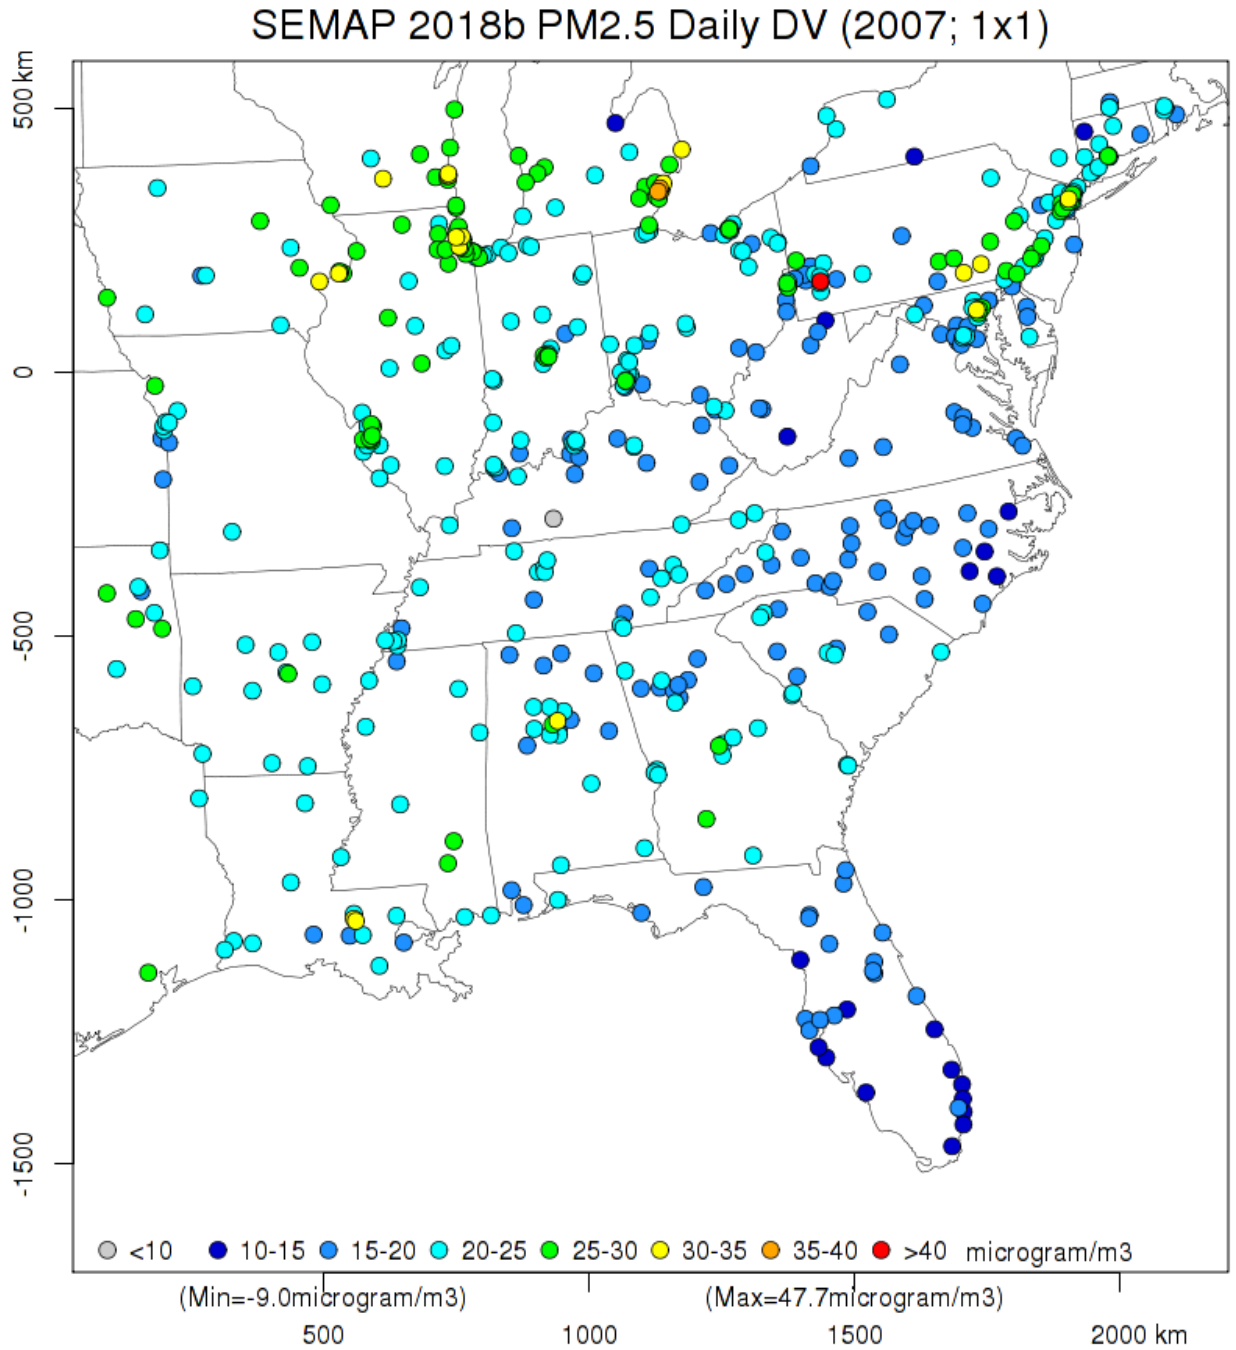 SEMAP 2018b PM2.5 Daily DV (2007; 1x1)
500 km
0
-500
-1000
-1500
<10 10-15 15-20 20-25 25-30 30-35 35-40 >40 microgram/m3
(Min=-9.0microgram/m3) (Max=47.7microgram/m3)
500 1000 1500 2000 km